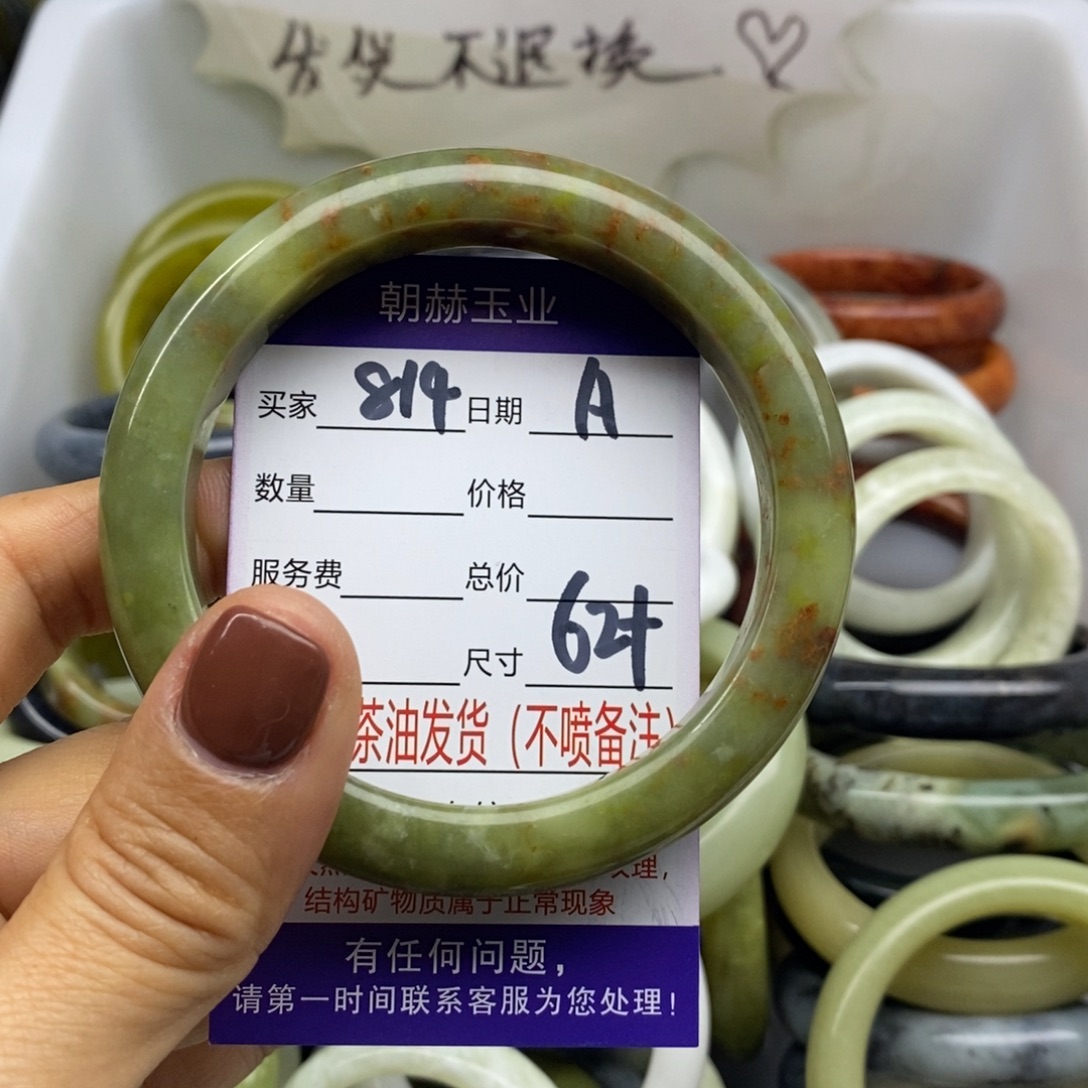 不退换
朝赫玉业
买家 814 日期 A
数量 价格
服务费 总价
尺寸 62+
茶油发货（不喷备注）
理，
结构矿物质属于正常现象
有任何问题，
请第一时间联系客服为您处理！